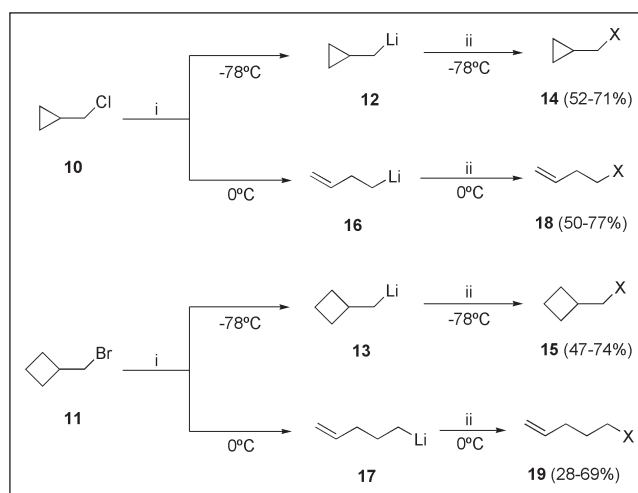 Li
ii
X
-78ºC
-78ºC
12
14 (52-71%)
Cl
i
10
Li
ii
X
0ºC
0ºC
16
18 (50-77%)
Li
ii
X
-78ºC
-78ºC
13
15 (47-74%)
Br
i
11
ii
0ºC
Li
0ºC
X
17
19 (28-69%)